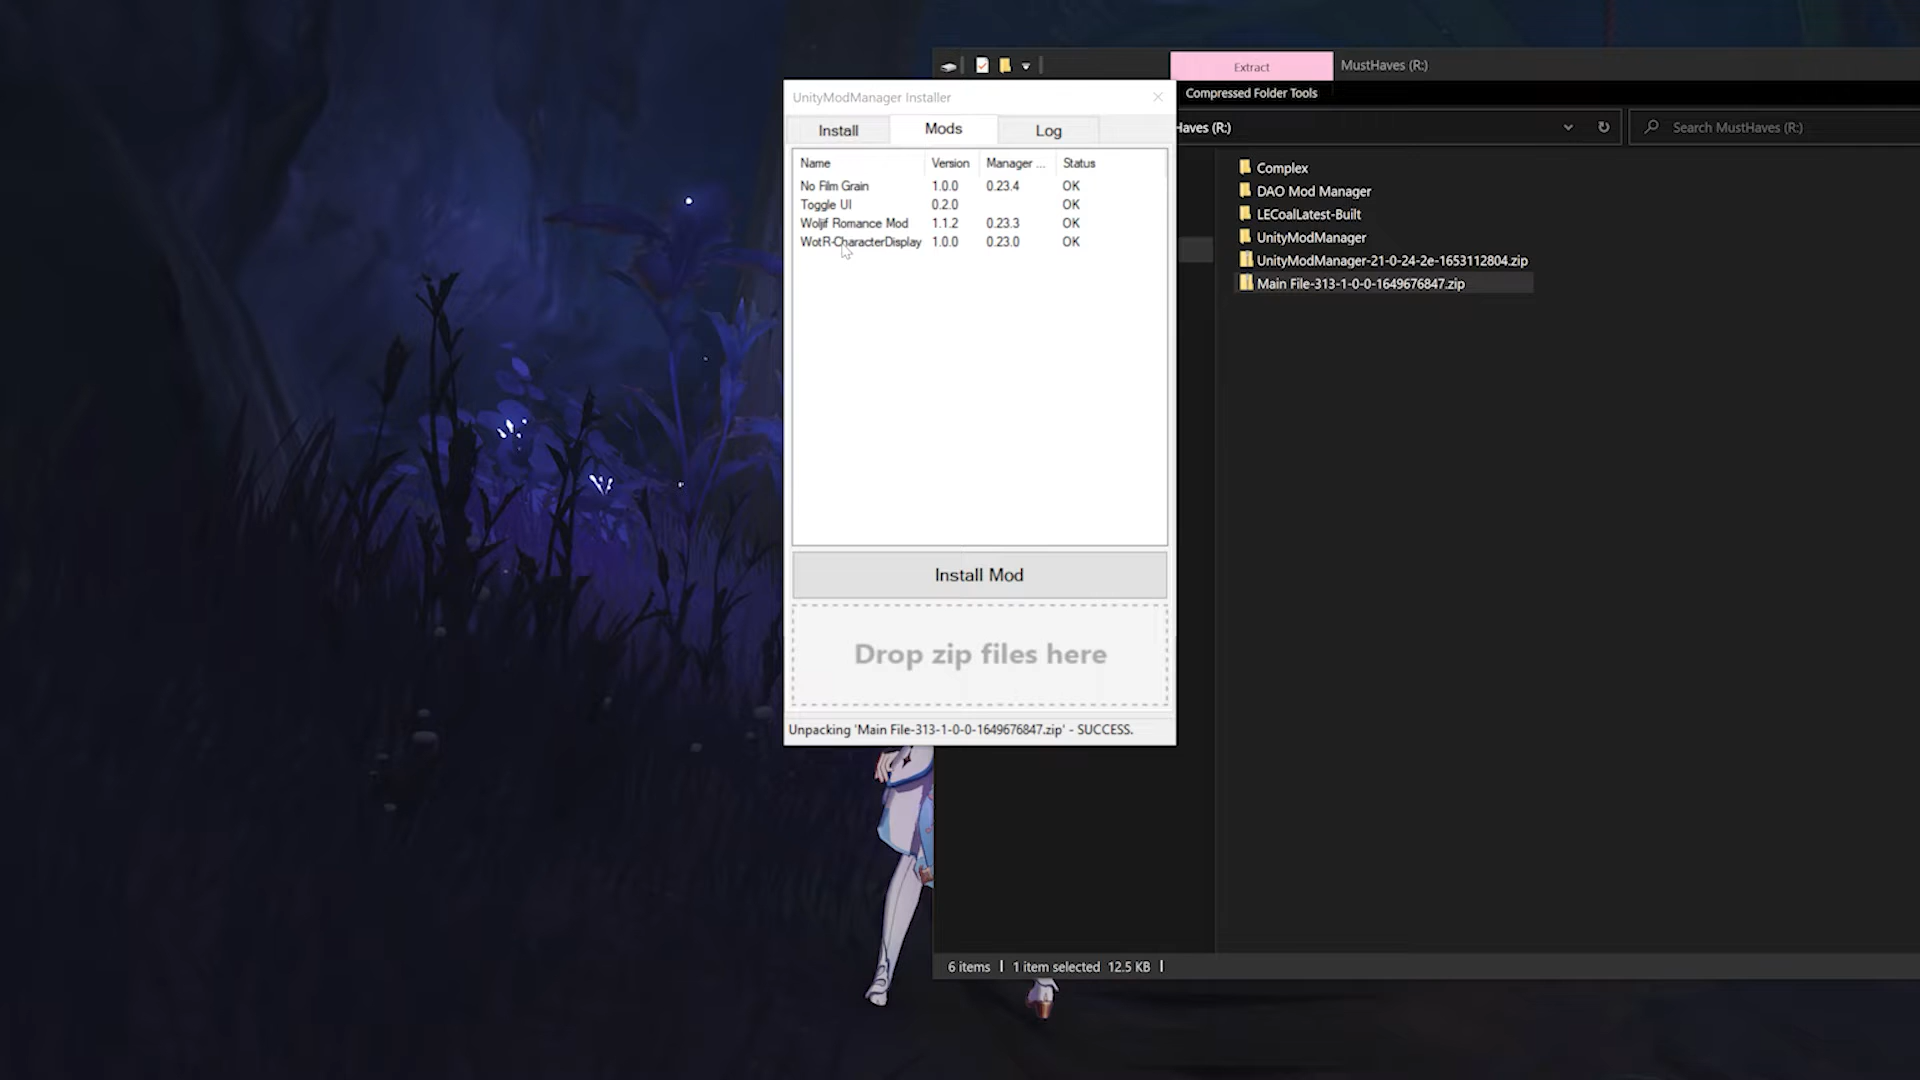 Extract
MustHaves (R:)
UnityModManager Installer
Compressed Folder Tools
Install
Mods
Log
Haves (R:)
Search MustHaves (R:)
Name Version Manager ... Status
No Film Grain 1.0.0 0.23.4 OK
Toggle UI 0.2.0 OK
Woljif Romance Mod 1.1.2 0.23.3 OK
WotR-CharacterDisplay 1.0.0 0.23.0 OK
Complex
DAO Mod Manager
LECoalLatest-Built
UnityModManager
UnityModManager-21-0-24-2e-1653112804.zip
Main File-313-1-0-0-1649676847.zip
Install Mod
Drop zip files here
Unpacking 'Main File-313-1-0-0-1649676847.zip' - SUCCESS.
6 items
1 item selected 12.5 KB